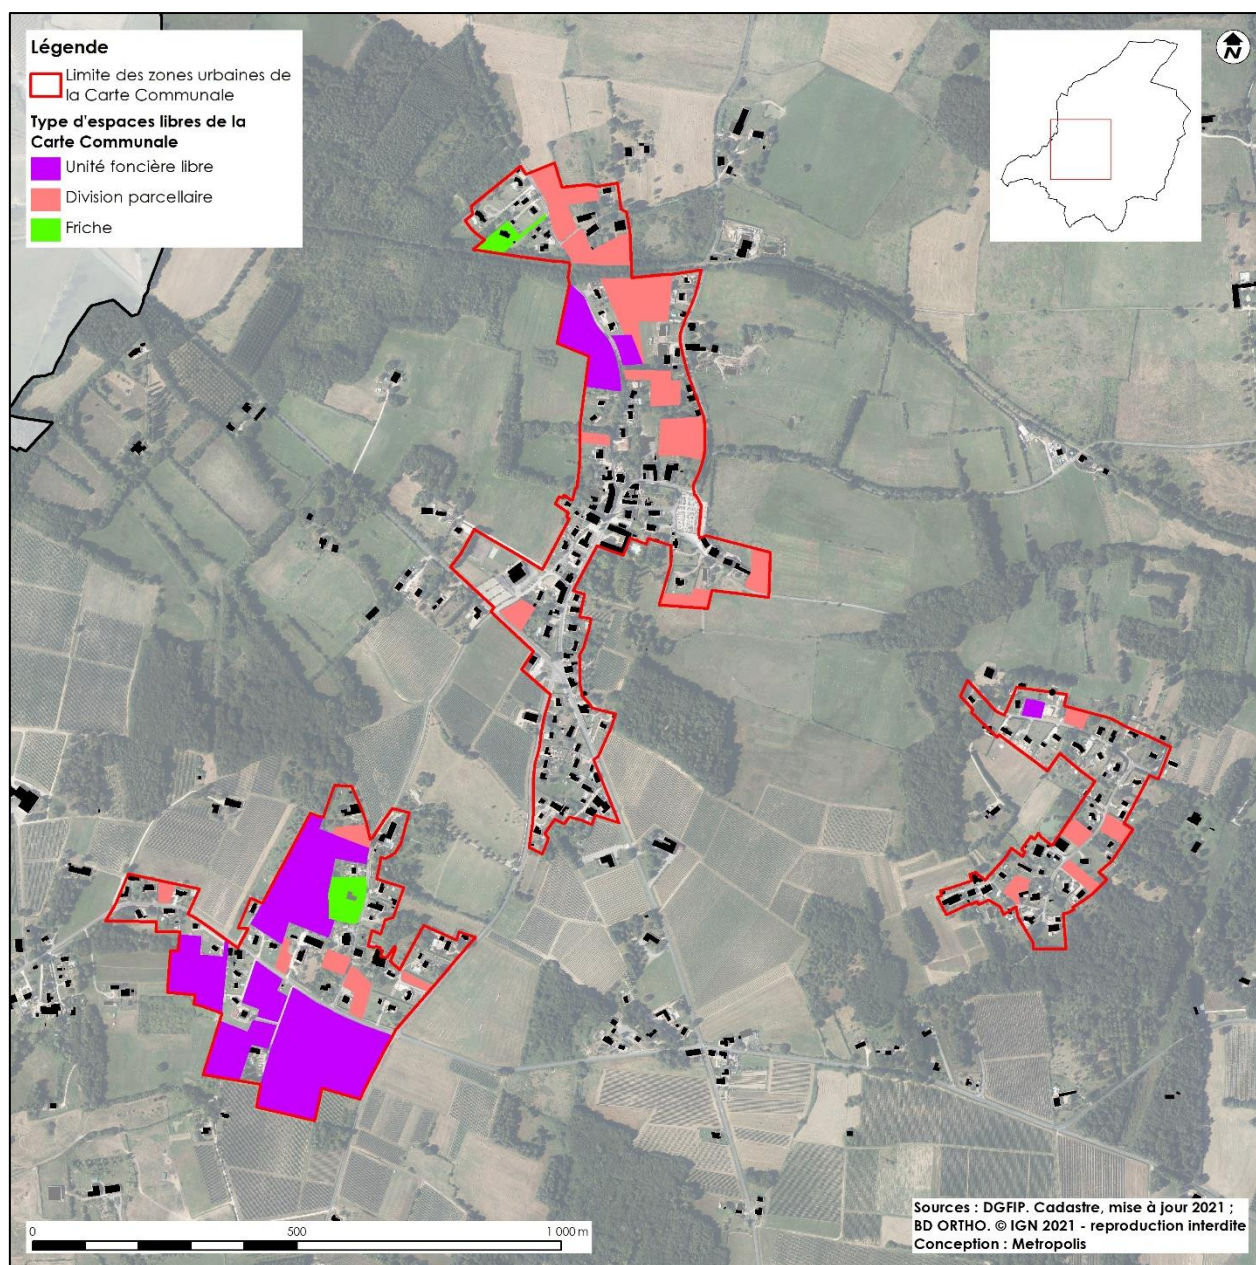 Légende
Limite des zones urbaines de
la Carte Communale
Type d'espaces libres de la
Carte Communale
Unité foncière libre
Division parcellaire
Friche
N
0 500 1 000 m
Sources : DGFIP. Cadastre, mise à jour 2021 ;
BD ORTHO. © IGN 2021 - reproduction interdite
Conception : Metropolis